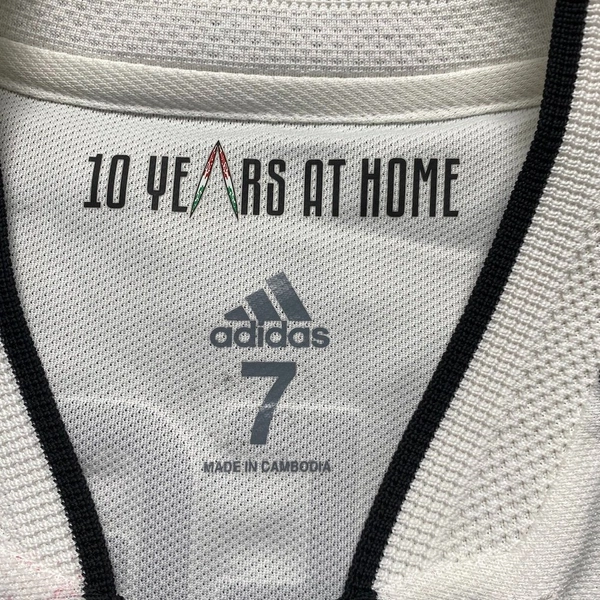 10 YEARS AT HOME
adidas
7
MADE IN CAMBODIA